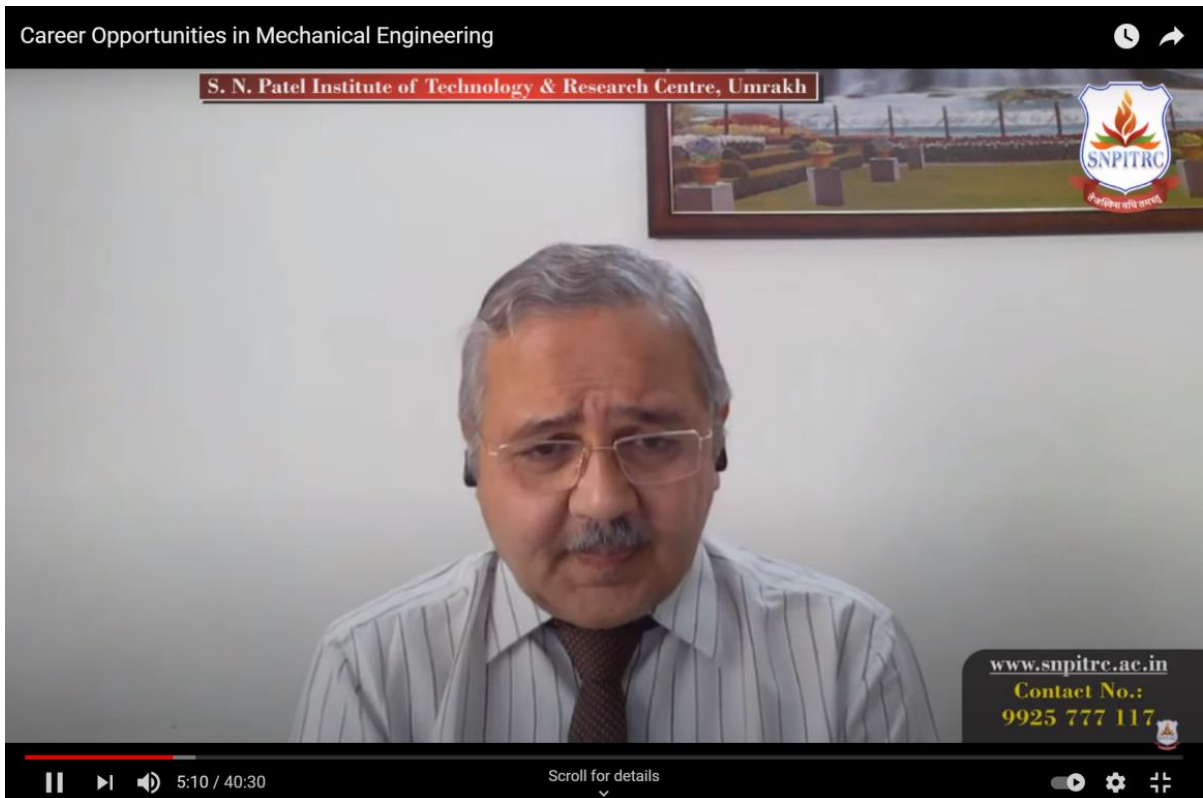 Career Opportunities in Mechanical Engineering
S. N. Patel Institute of Technology & Research Centre, Umrakh
SNPITRC
www.snpitrc.ac.in
Contact No.:
9925 777 117
5:10 / 40:30
Scroll for details